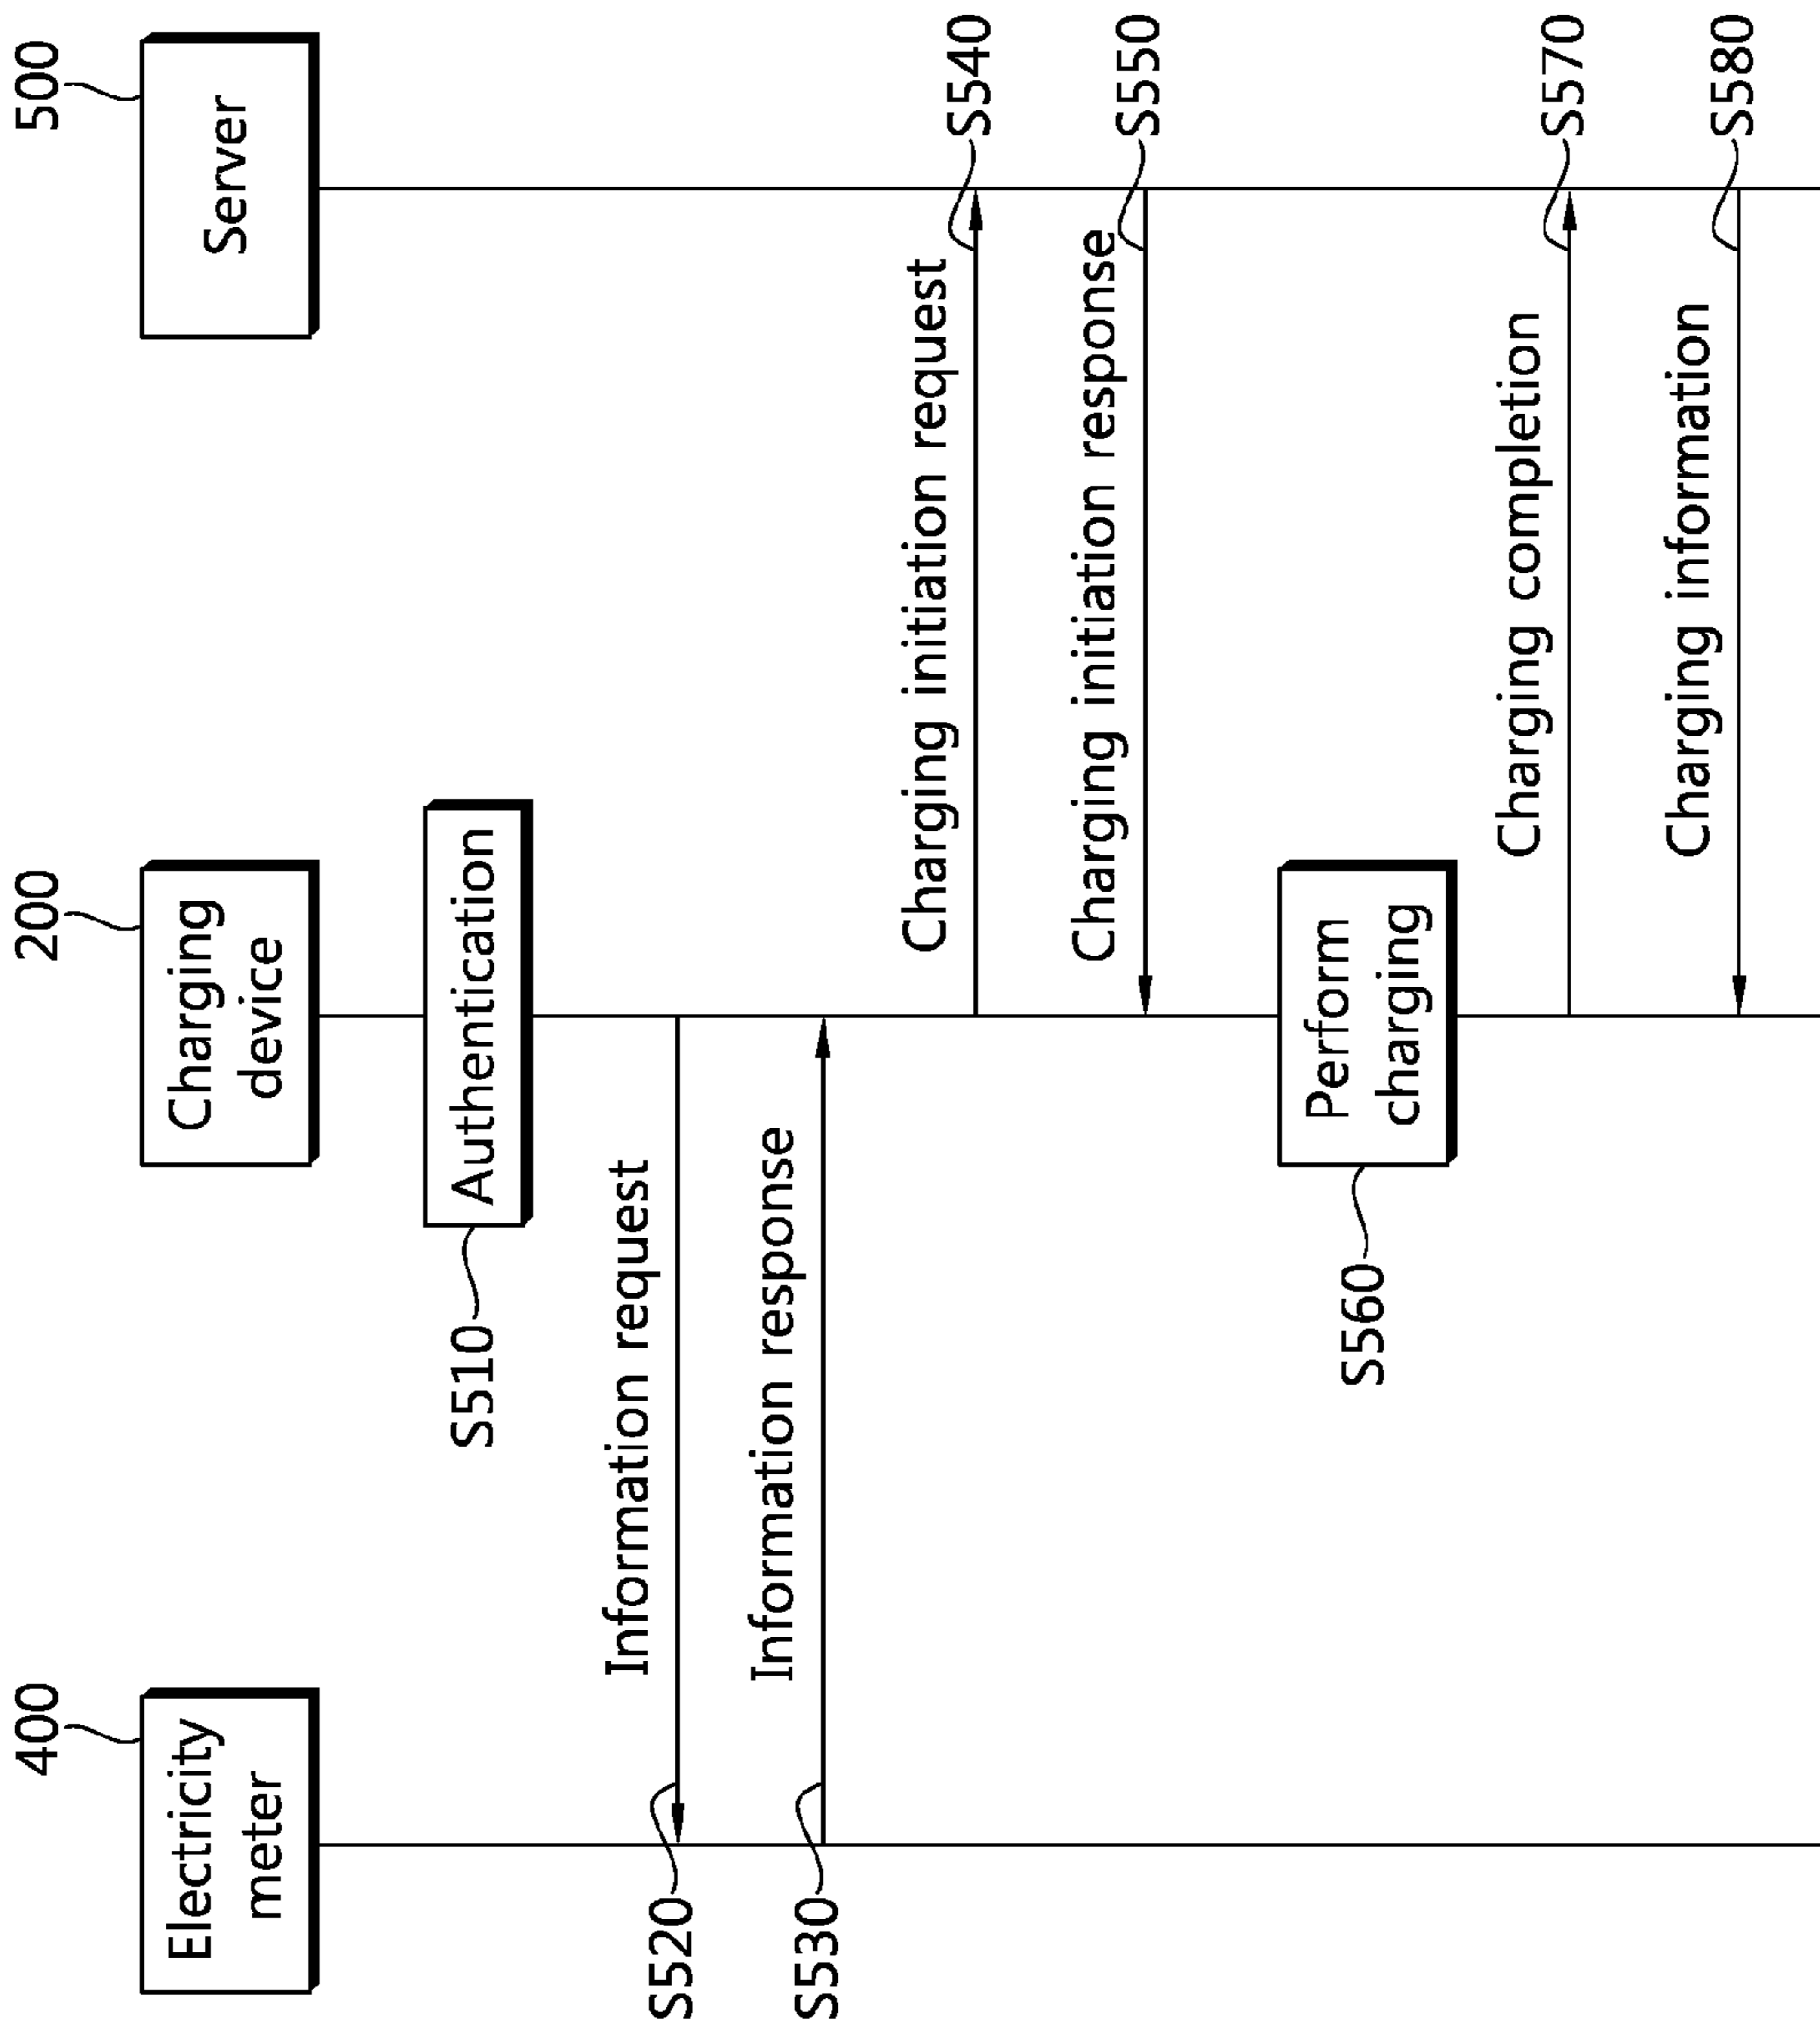 400
200
500
Electricity
meter
Charging
device
Server
S510
Authentication
Information request
S520
Information response
S530
Charging initiation request
S540
Charging initiation response
S550
S560
Perform
charging
Charging completion
S570
Charging information
S580